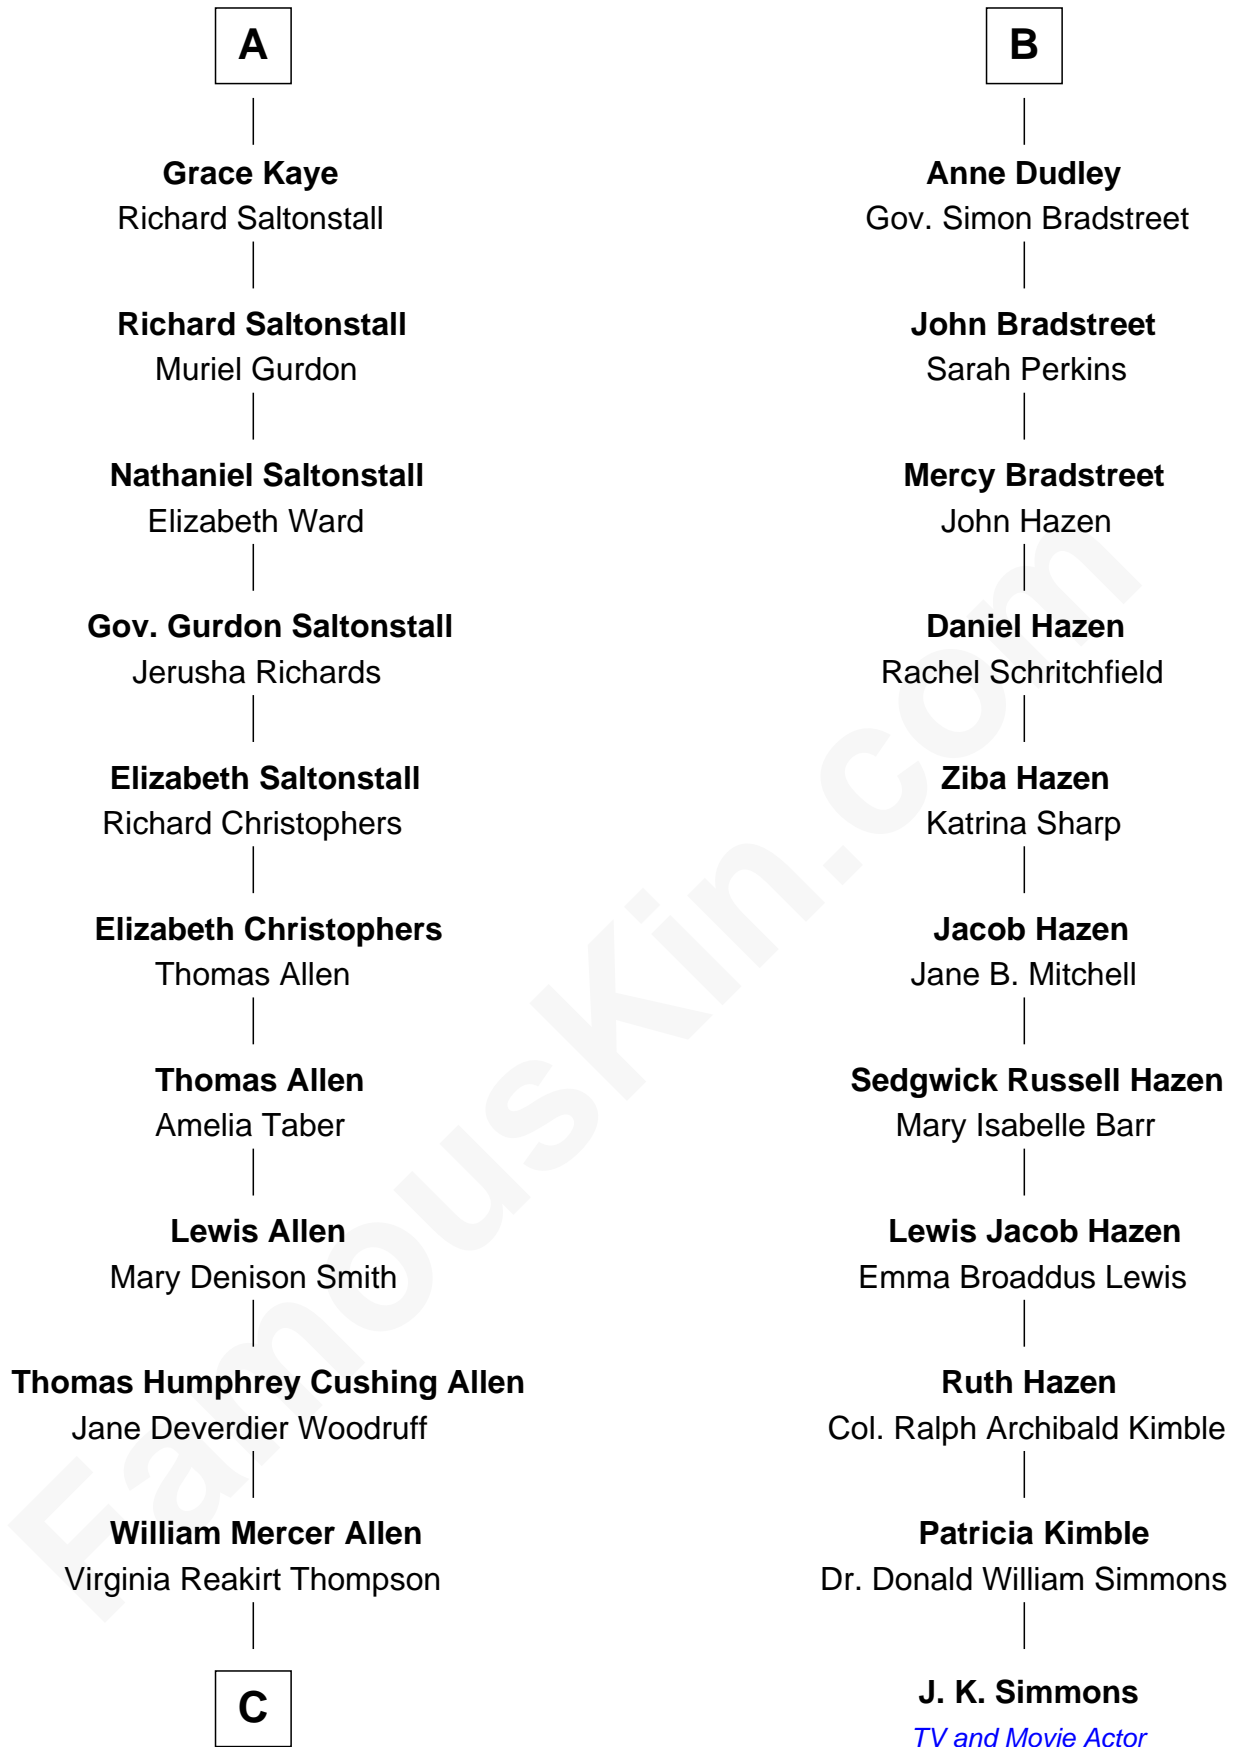 A
Grace Kaye
Richard Saltonstall
Richard Saltonstall
Muriel Gurdon
Nathaniel Saltonstall
Elizabeth Ward
Gov. Gurdon Saltonstall
Jerusha Richards
Elizabeth Saltonstall
Richard Christophers
Elizabeth Christophers
Thomas Allen
Thomas Allen
Amelia Taber
Lewis Allen
Mary Denison Smith
Thomas Humphrey Cushing Allen
Jane Deverdier Woodruff
William Mercer Allen
Virginia Reakirt Thompson
C
B
Anne Dudley
Gov. Simon Bradstreet
John Bradstreet
Sarah Perkins
Mercy Bradstreet
John Hazen
Daniel Hazen
Rachel Schritchfield
Ziba Hazen
Katrina Sharp
Jacob Hazen
Jane B. Mitchell
Sedgwick Russell Hazen
Mary Isabelle Barr
Lewis Jacob Hazen
Emma Broaddus Lewis
Ruth Hazen
Col. Ralph Archibald Kimble
Patricia Kimble
Dr. Donald William Simmons
J. K. Simmons
TV and Movie Actor
FamousKin.com